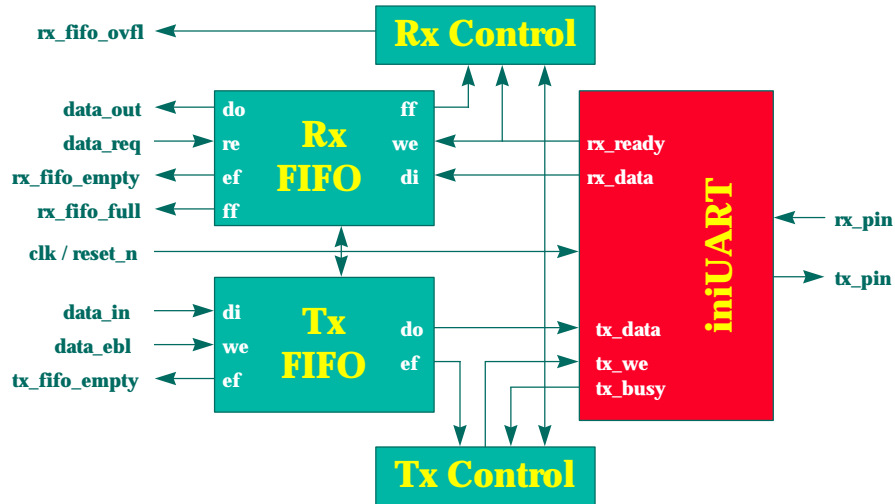 Rx Control
rx_fifo_ovfl
data_out
do
ff
data_req
re
Rx
FIFO
we
rx_ready
rx_fifo_empty
ef
di
rx_data
rx_fifo_full
ff
iniUART
rx_pin
clk / reset_n
tx_pin
data_in
di
Tx
FIFO
do
tx_data
data_ebl
we
ef
tx_we
tx_fifo_empty
ef
tx_busy
Tx Control